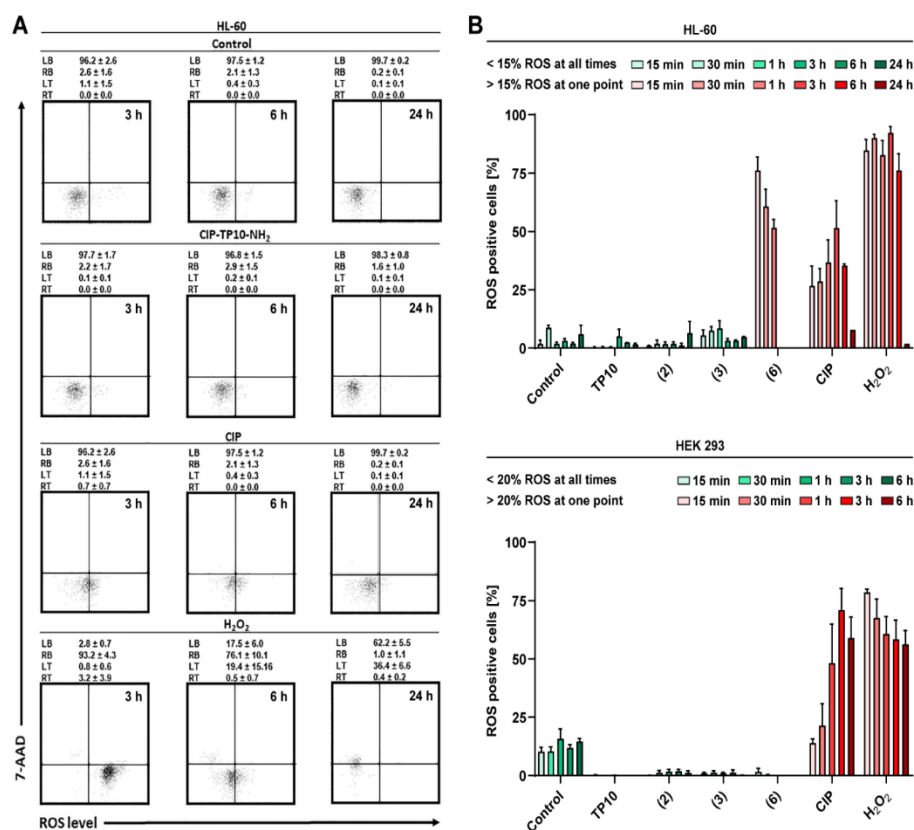 A
HL-60
Control
LB 96.2 ± 2.6
RB 2.6 ± 1.6
LT 1.1 ± 1.5
RT 0.0 ± 0.0
3 h
LB 97.5 ± 1.2
RB 2.1 ± 1.3
LT 0.4 ± 0.3
RT 0.0 ± 0.0
6 h
LB 99.7 ± 0.2
RB 0.2 ± 0.1
LT 0.1 ± 0.1
RT 0.0 ± 0.0
24 h
CIP-TP10-NH₂
LB 97.7 ± 1.7
RB 2.2 ± 1.7
LT 0.1 ± 0.1
RT 0.0 ± 0.0
3 h
LB 96.8 ± 1.5
RB 2.9 ± 1.5
LT 0.2 ± 0.1
RT 0.0 ± 0.0
6 h
LB 98.3 ± 0.8
RB 1.6 ± 1.0
LT 0.1 ± 0.1
RT 0.0 ± 0.0
24 h
CIP
LB 96.2 ± 2.6
RB 2.6 ± 1.6
LT 1.1 ± 1.5
RT 0.7 ± 0.7
3 h
LB 97.5 ± 1.2
RB 2.1 ± 1.3
LT 0.4 ± 0.3
RT 0.0 ± 0.0
6 h
LB 99.7 ± 0.2
RB 0.2 ± 0.1
LT 0.1 ± 0.1
RT 0.0 ± 0.0
24 h
H₂O₂
LB 2.8 ± 0.7
RB 93.2 ± 4.3
LT 0.8 ± 0.6
RT 3.2 ± 3.9
3 h
LB 17.5 ± 6.0
RB 76.1 ± 10.1
LT 19.4 ± 15.16
RT 0.5 ± 0.7
6 h
LB 62.2 ± 5.5
RB 1.0 ± 1.1
LT 36.4 ± 6.6
RT 0.4 ± 0.2
24 h
7-AAD
ROS level
B
HL-60
< 15% ROS at all times 15 min 30 min 1 h 3 h 6 h 24 h
> 15% ROS at one point 15 min 30 min 1 h 3 h 6 h 24 h
ROS positive cells [%]
100
75
50
25
0
Control TP10 (2) (3) (6) CIP H₂O₂
HEK 293
< 20% ROS at all times 15 min 30 min 1 h 3 h 6 h
> 20% ROS at one point 15 min 30 min 1 h 3 h 6 h
ROS positive cells [%]
100
75
50
25
0
Control TP10 (2) (3) (6) CIP H₂O₂